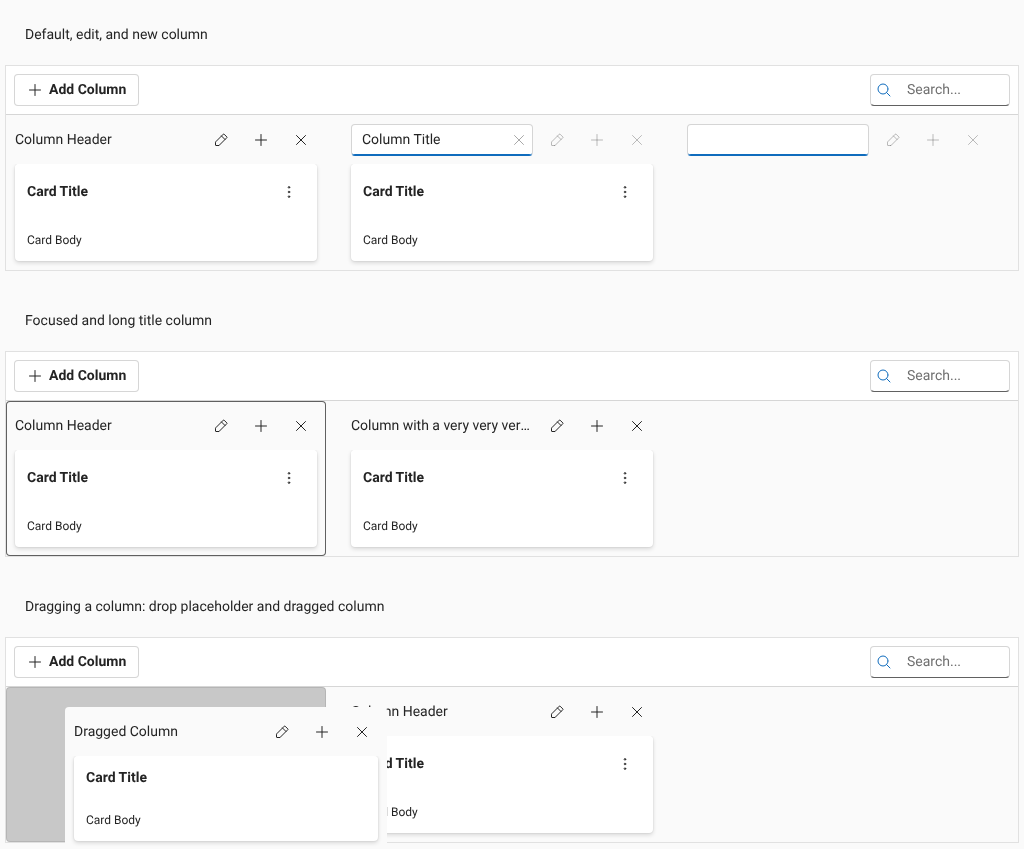 Default, edit, and new column
Add Column
Search...
Column Header
Column Title
Card Title
Card Title
Card Body
Card Body
Focused and long title column
Add Column
Search...
Column Header
Column with a very very ver...
Card Title
Card Title
Card Body
Card Body
Dragging a column: drop placeholder and dragged column
Add Column
Search...
Header
Dragged Column
Title
Card Title
Body
Card Body